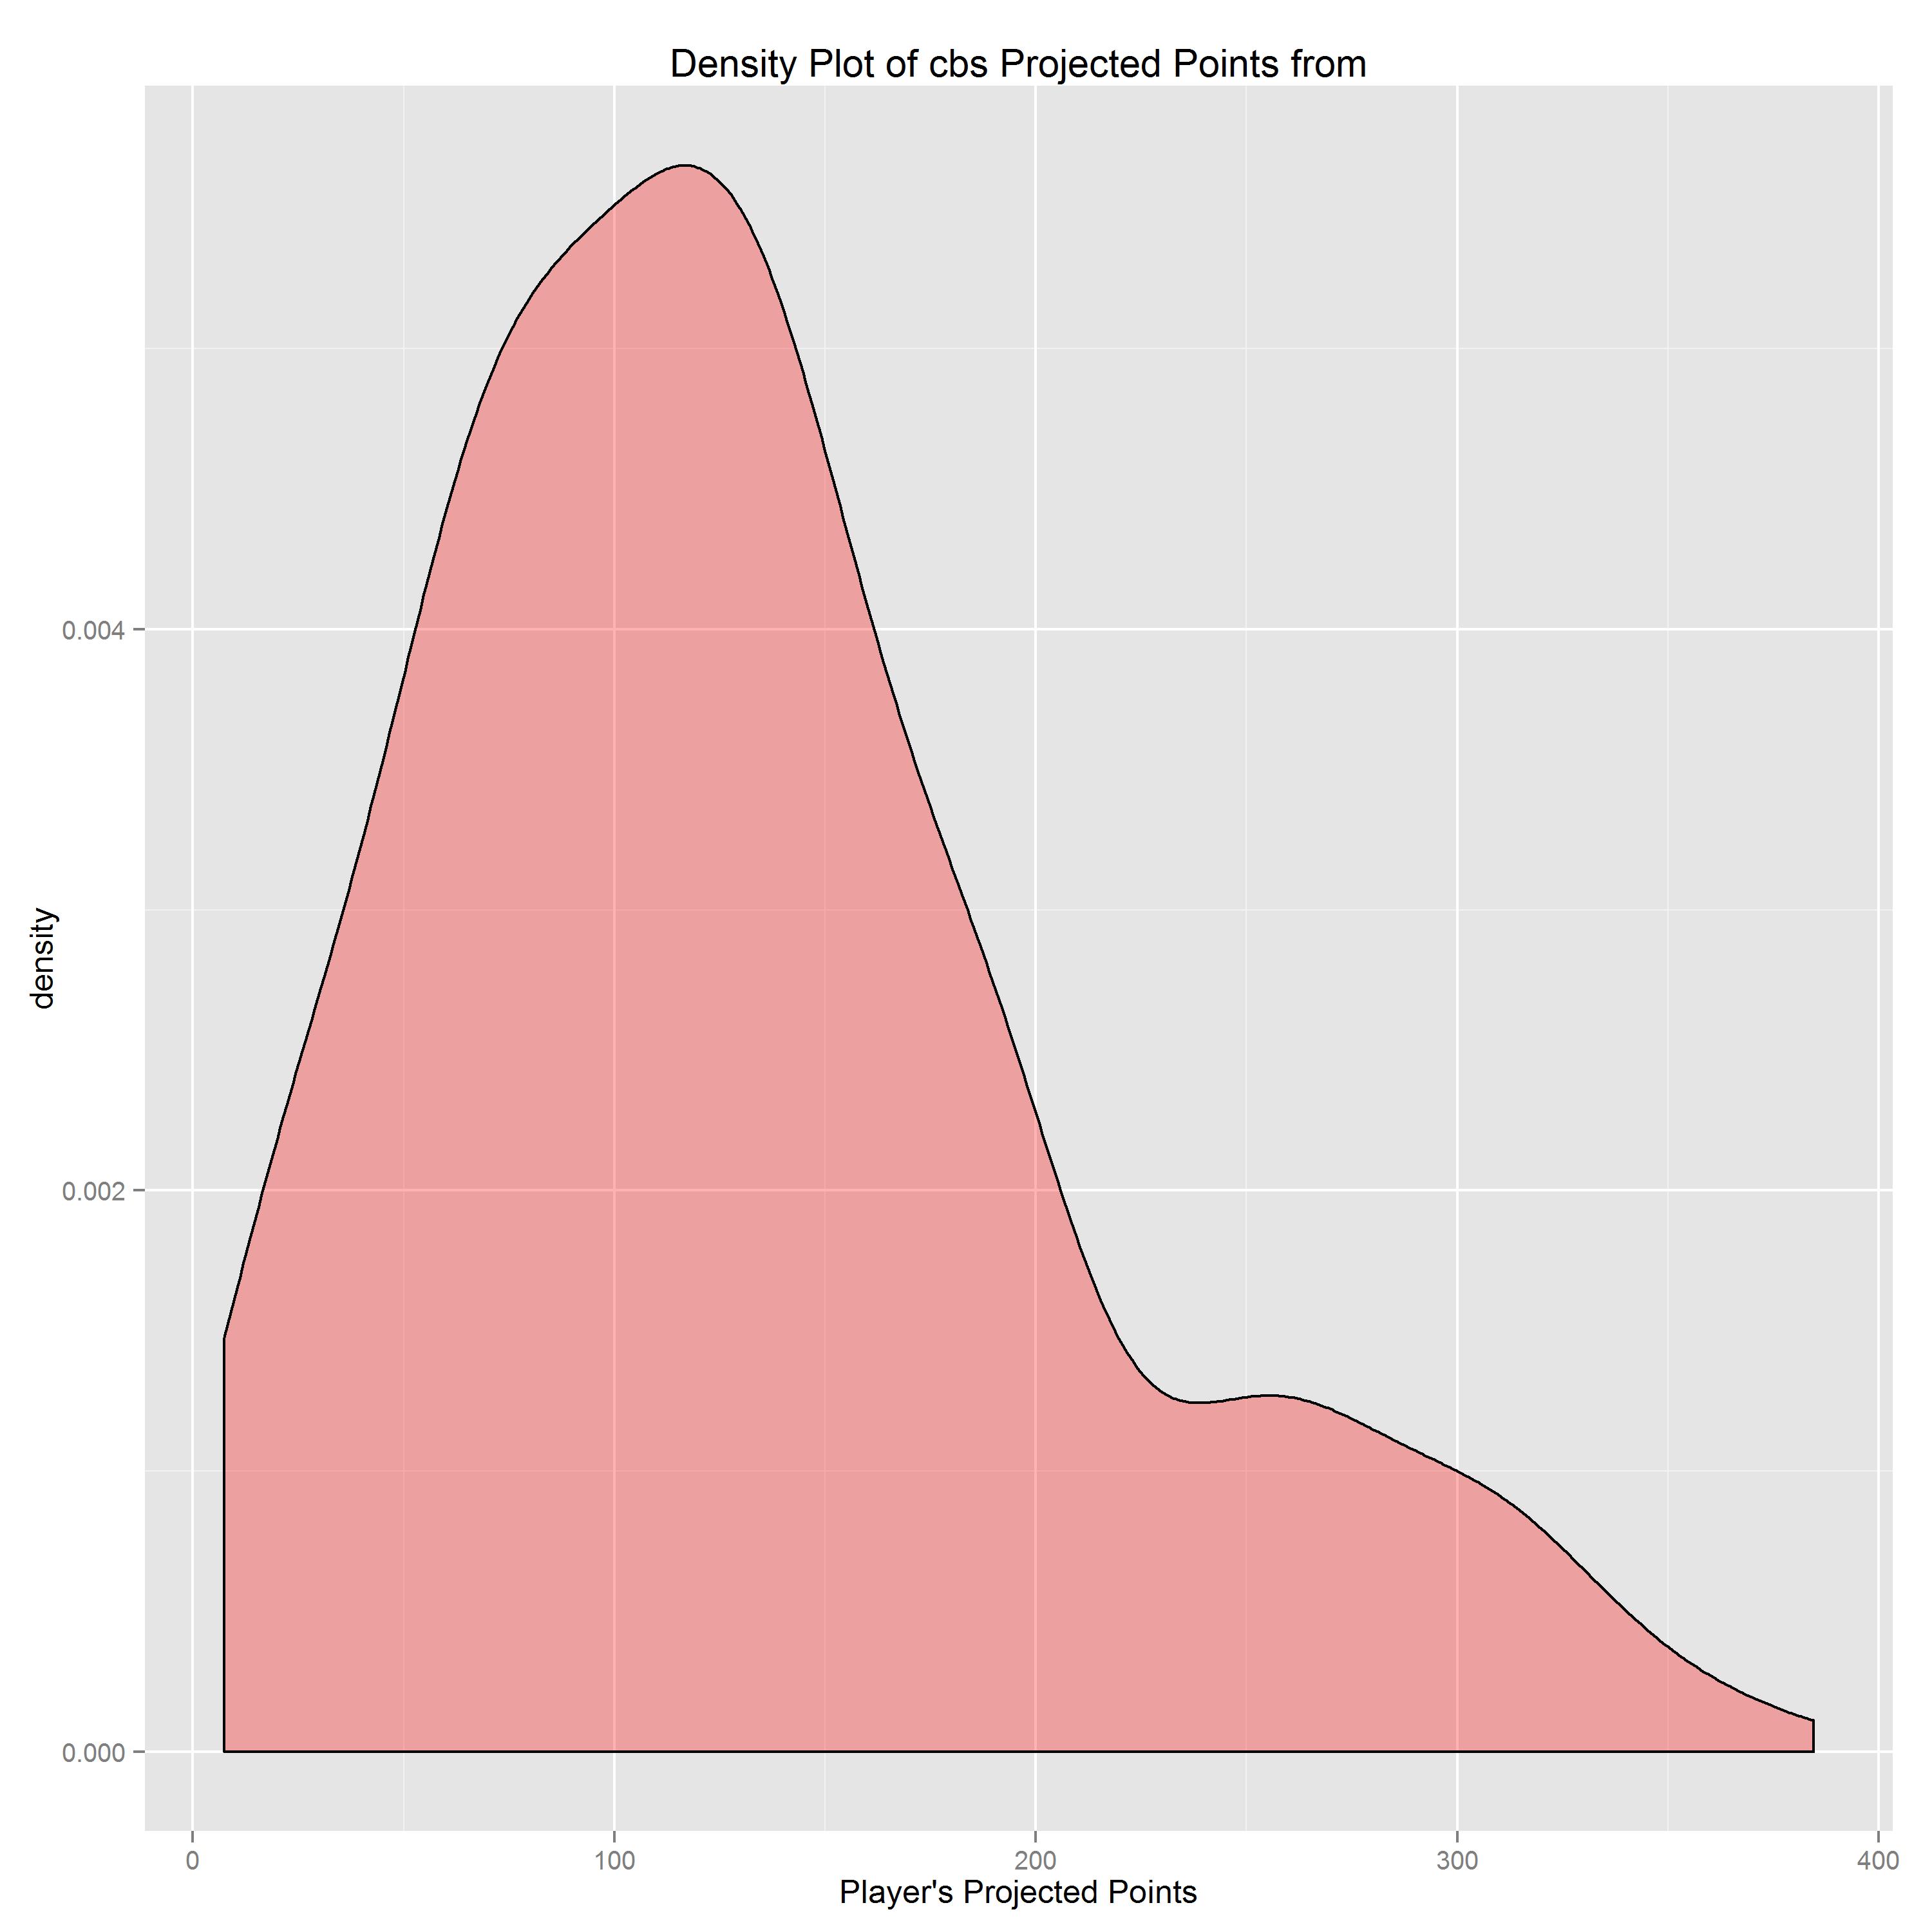 Density Plot of cbs Projected Points from
density
0.004
0.002
0.000
0 100 200 300 400
Player's Projected Points